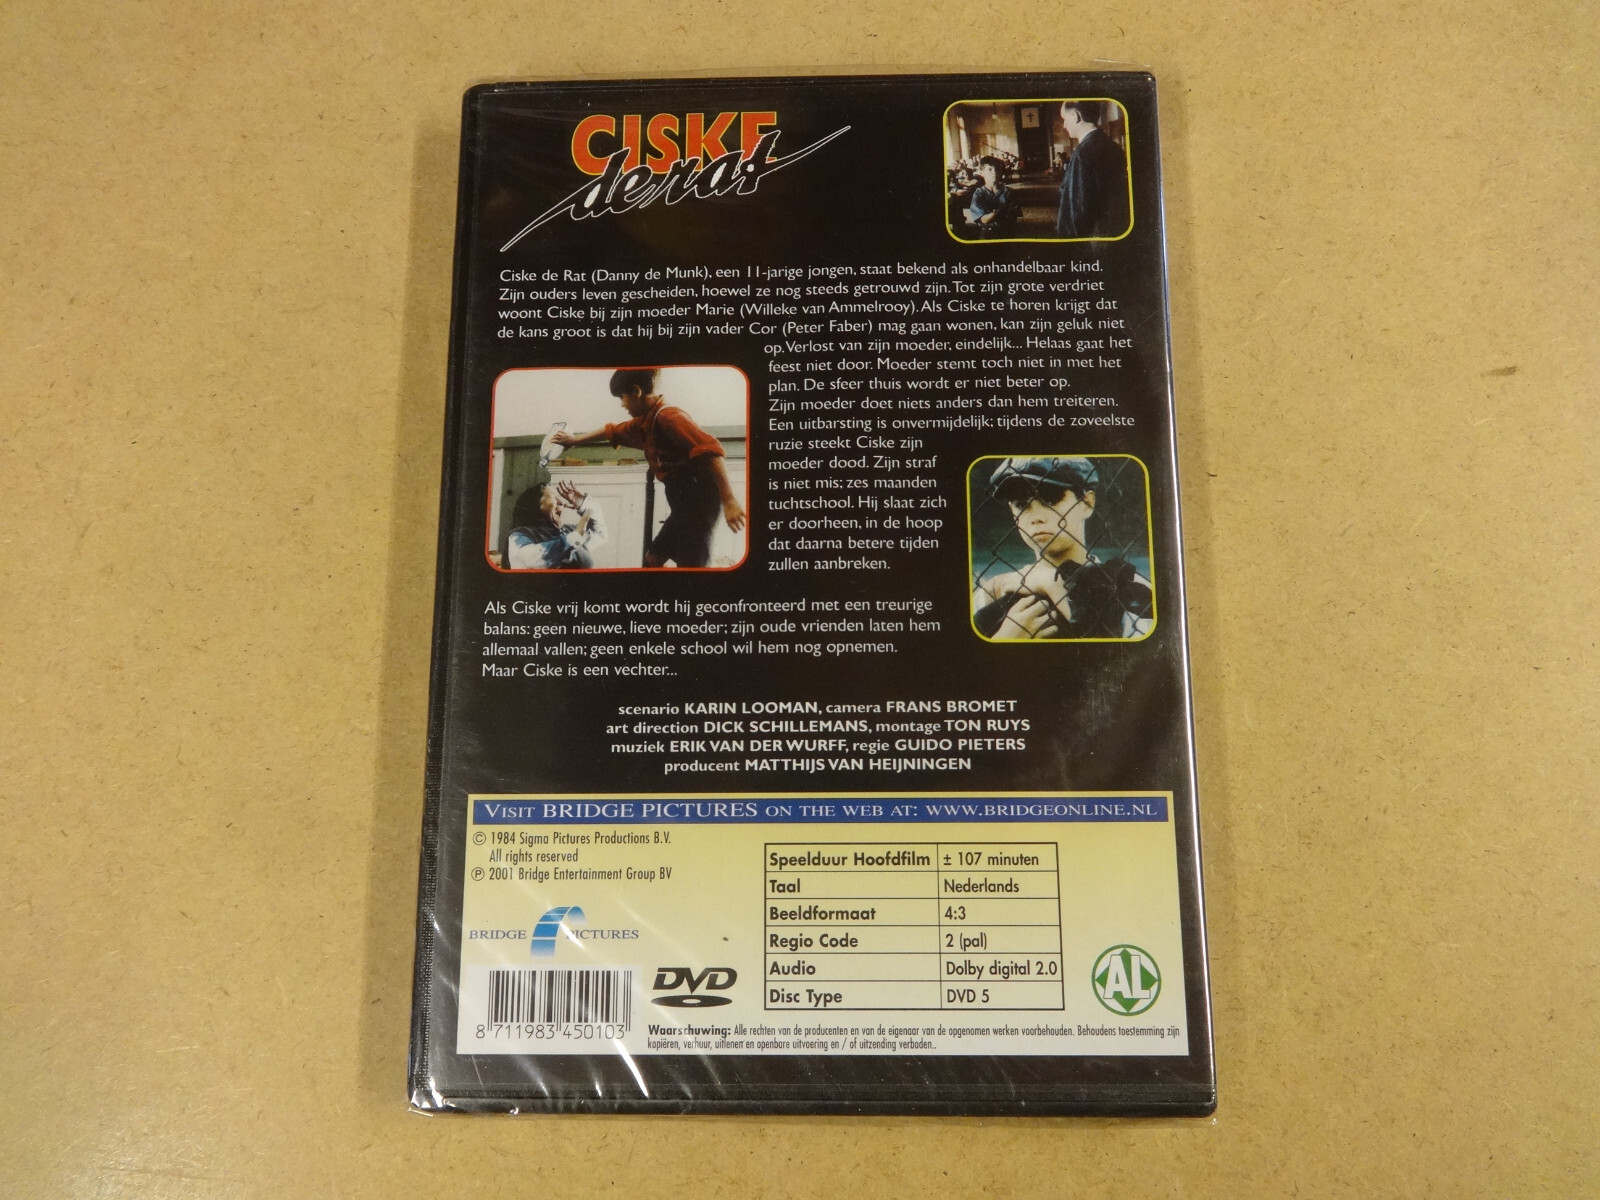 CISKE
de rat
Ciske de Rat (Danny de Munk), een 11-jarige jongen, staat bekend als onhandelbaar kind.
Zijn ouders leven gescheiden, hoewel ze nog steeds getrouwd zijn. Tot zijn grote verdriet
woont Ciske bij zijn moeder Marie (Willeke van Ammelrooy). Als Ciske te horen krijgt dat
de kans groot is dat hij bij zijn vader Cor (Peter Faber) mag gaan wonen, kan zijn geluk niet
op. Verlost van zijn moeder, eindelijk... Helaas gaat het
feest niet door. Moeder stemt toch niet in met het
plan. De sfeer thuis wordt er niet beter op.
Zijn moeder doet niets anders dan hem treiteren.
Een uitbarsting is onvermijdelijk: tijdens de zoveelste
ruzie steekt Ciske zijn
moeder dood. Zijn straf
is niet mis; zes maanden
tuchtschool. Hij slaat zich
er doorheen, in de hoop
dat daarna betere tijden
zullen aanbreken.
Als Ciske vrij komt wordt hij geconfronteerd met een treurige
balans: geen nieuwe, lieve moeder; zijn oude vrienden laten hem
allemaal vallen; geen enkele school wil hem nog opnemen.
Maar Ciske is een vechter...
scenario KARIN LOOMAN, camera FRANS BROMET
art direction DICK SCHILLEMANS, montage TON RUYS
muziek ERIK VAN DER WURFF, regie GUIDO PIETERS
producent MATTHIJS VAN HEIJNINGEN
VISIT BRIDGE PICTURES ON THE WEB AT: WWW.BRIDGEONLINE.NL
© 1984 Sigma Pictures Productions B.V.
All rights reserved
℗ 2001 Bridge Entertainment Group BV
BRIDGE PICTURES
Speelduur Hoofdfilm ± 107 minuten
Taal Nederlands
Beeldformaat 4:3
Regio Code 2 (pal)
Audio Dolby digital 2.0
Disc Type DVD 5
AL
DVD
8 711983 450103
Waarschuwing: Alle rechten van de producenten en van de eigenaar van de opgenomen werken voorbehouden. Behoudens toestemming zijn
kopiëren, verhuur, uitlenen en openbare uitvoering en / of uitzending verboden..